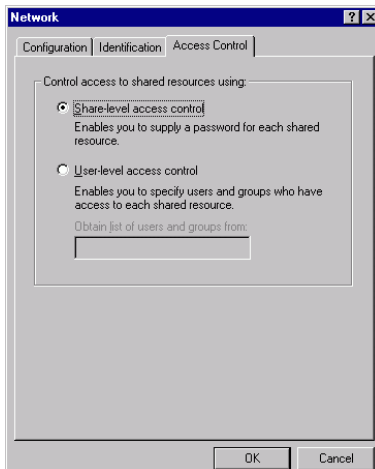 Network
Configuration Identification Access Control
Control access to shared resources using:
Share-level access control
Enables you to supply a password for each shared
resource.
User-level access control
Enables you to specify users and groups who have
access to each shared resource.
Obtain list of users and groups from:
OK Cancel